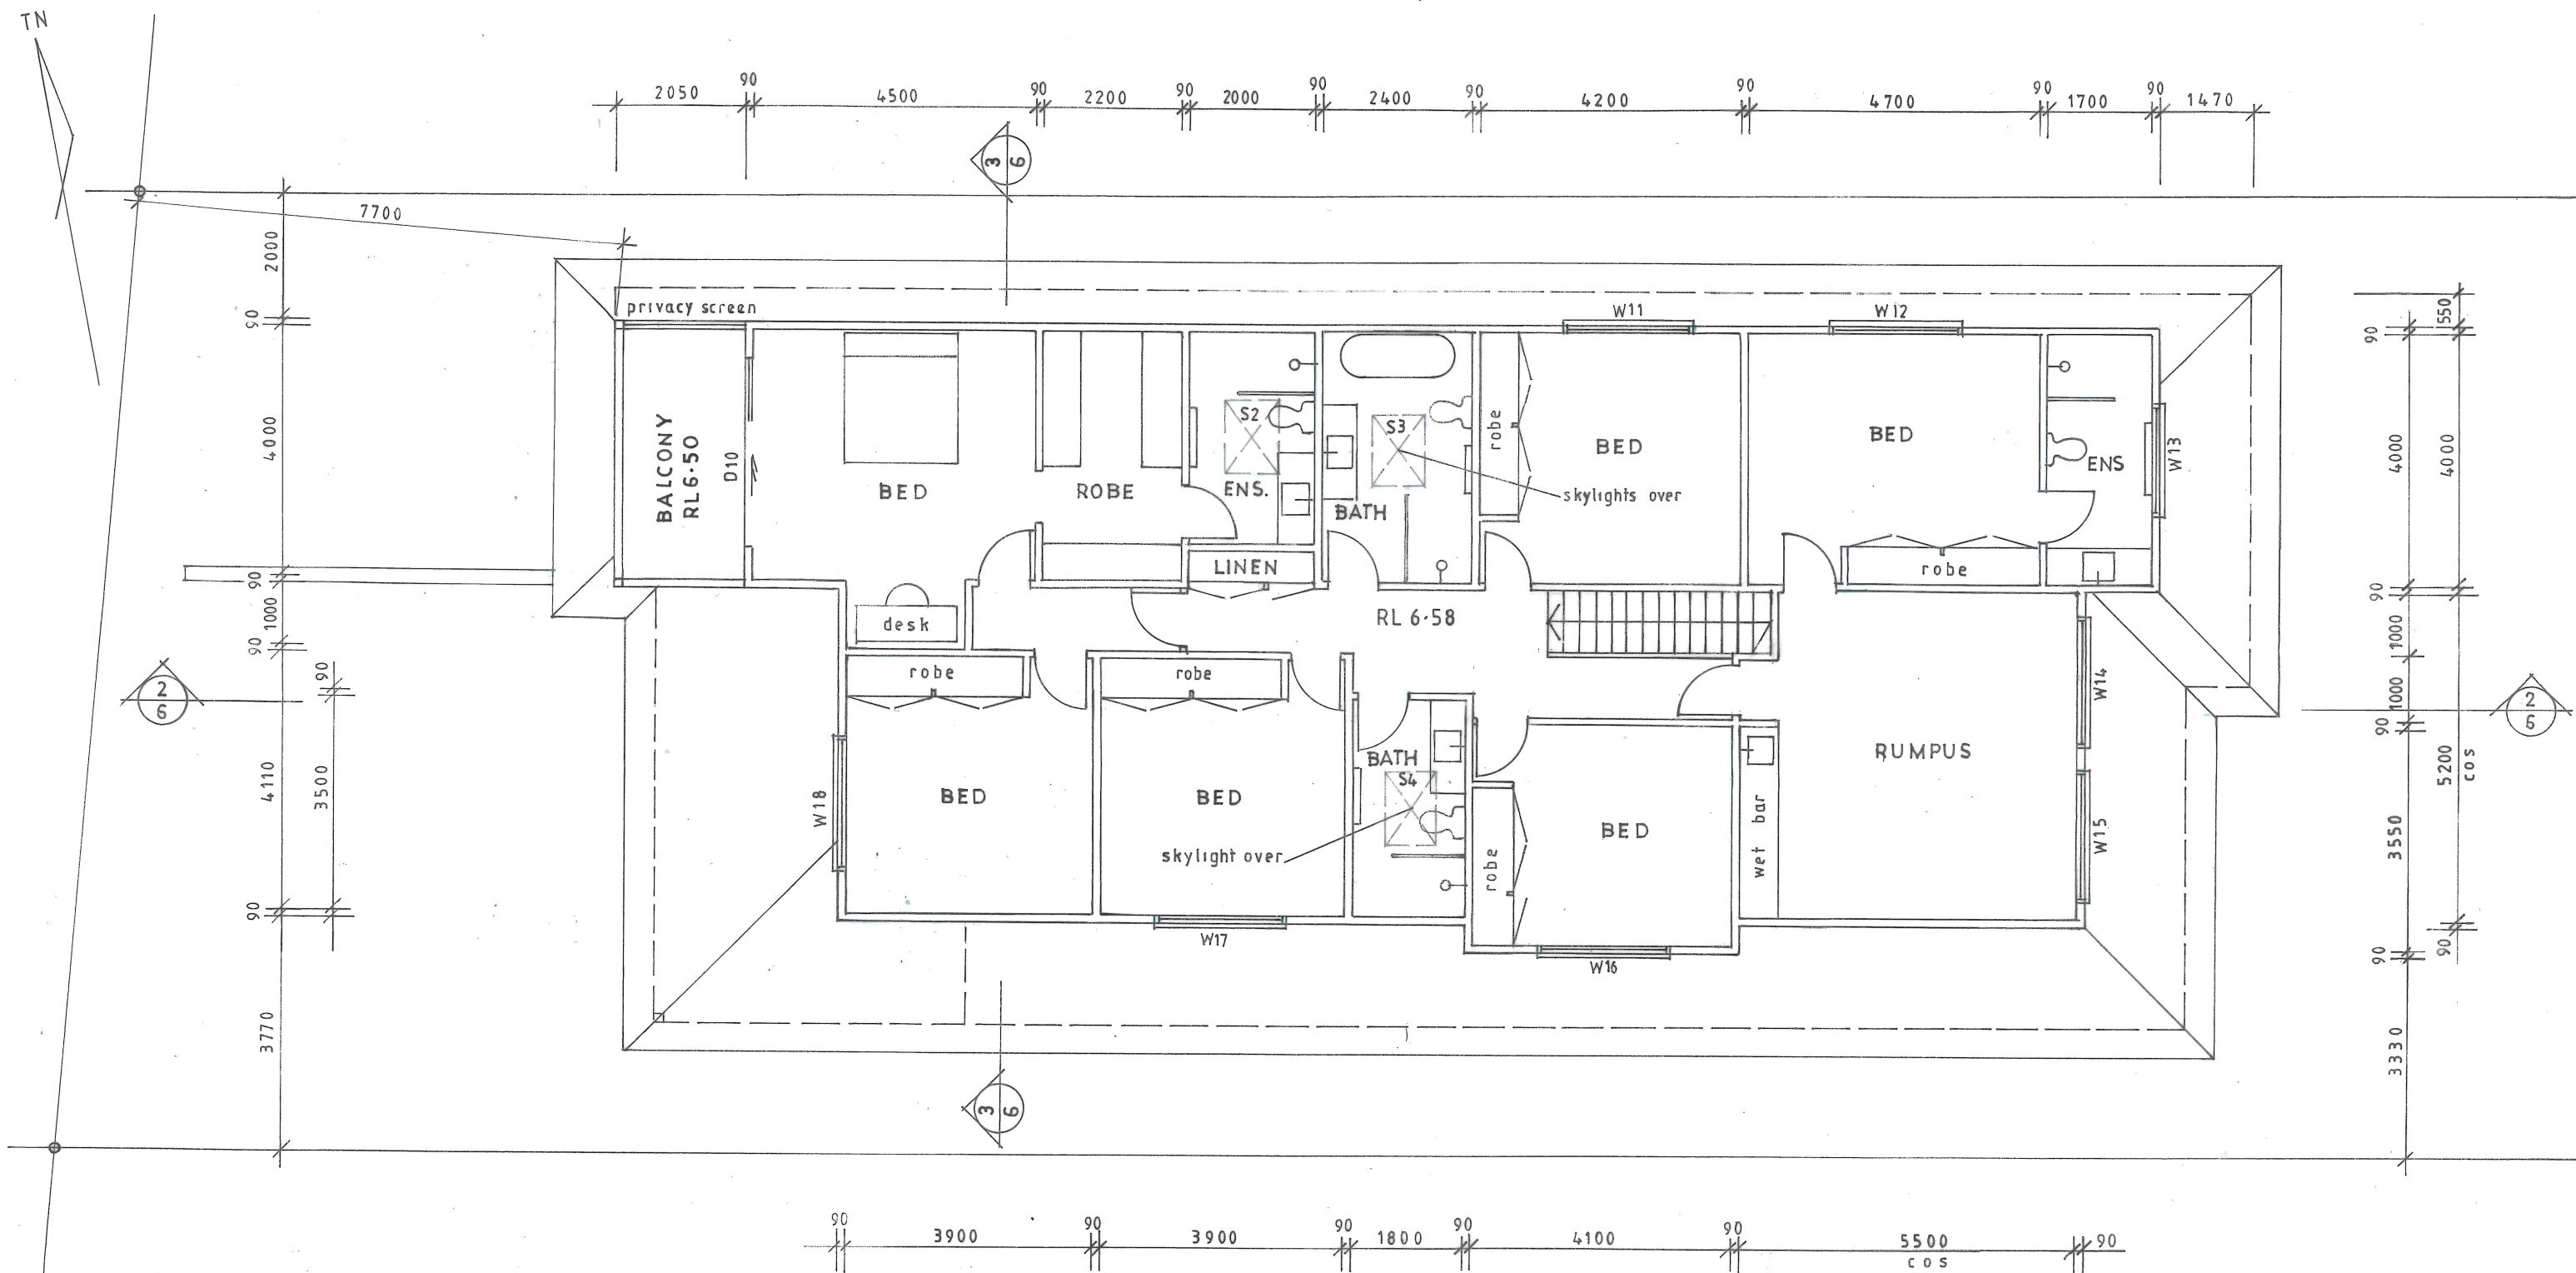 TN
90 90 90 90 90 90 90 90
2050 4500 2200 2000 2400 4200 4700 1700 1470
3
6
7700
2000
90
4000
90
1000
90
4110
90
3770
90
3500
privacy screen
W11
W12
BALCONY
RL6·50
D10
BED
ROBE
S2
ENS.
LINEN
S3
BATH
robe
BED
skylights over
BED
ENS
robe
W13
desk
RL 6·58
robe
robe
W18
BED
BED
BATH
S4
skylight over
W17
robe
BED
W16
wet bar
RUMPUS
W14
W15
2
6
2
6
3
6
90
4000
90
1000
1000
90
3550
90
3330
550
4000
5200
cos
90
90 90 90 90 90
3900 3900 1800 4100 5500 90
cos